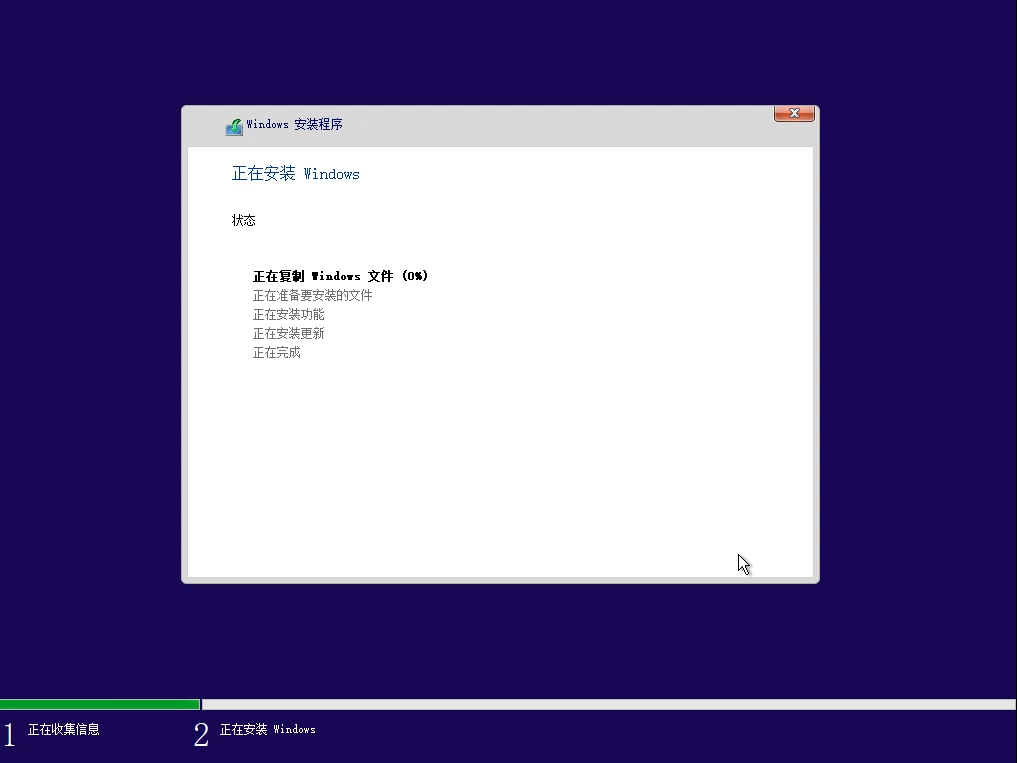 Windows 安装程序
正在安装 Windows
状态
正在复制 Windows 文件 (0%)
正在准备要安装的文件
正在安装功能
正在安装更新
正在完成
1 正在收集信息
2 正在安装 Windows